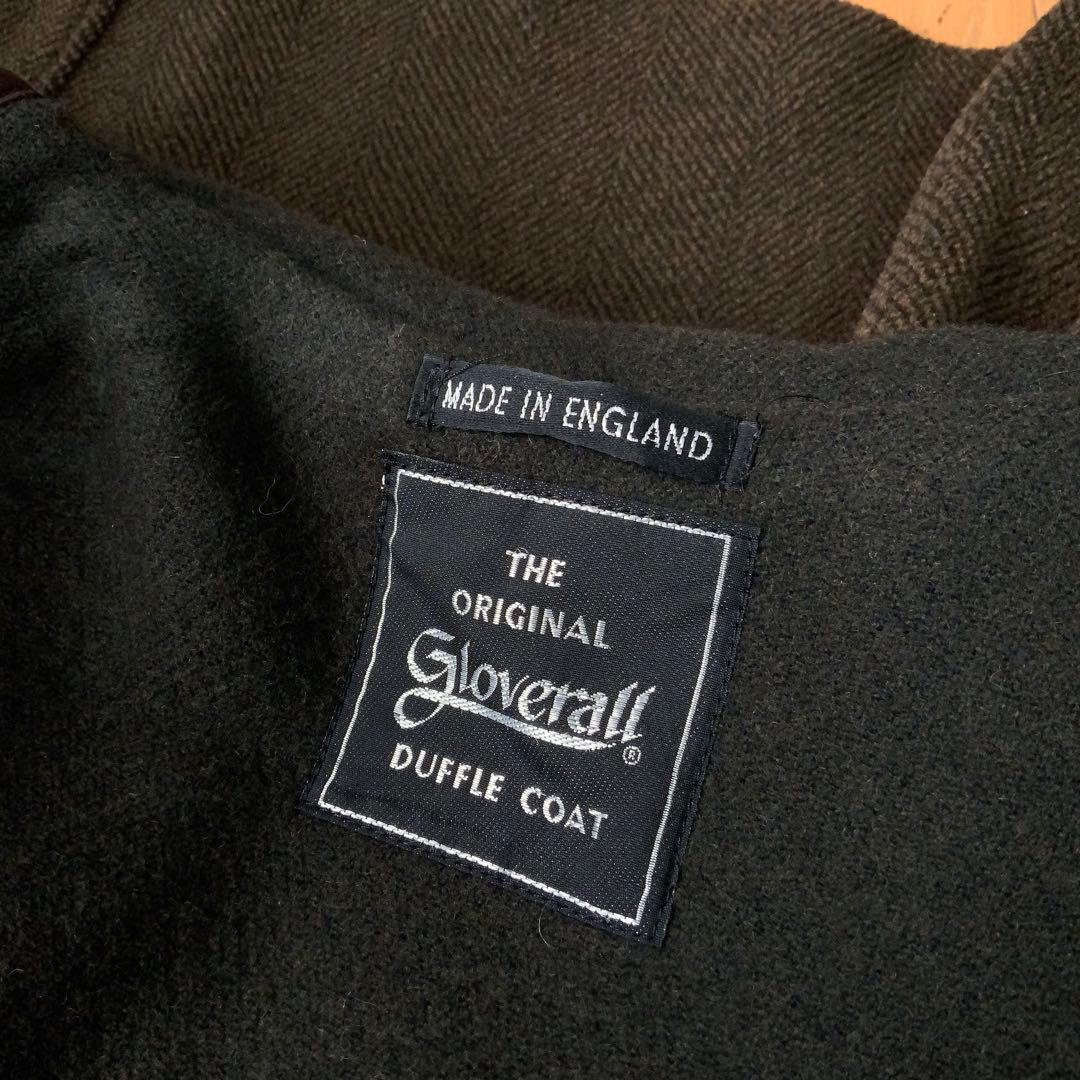 MADE IN ENGLAND
THE
ORIGINAL
Gloverall®
DUFFLE COAT